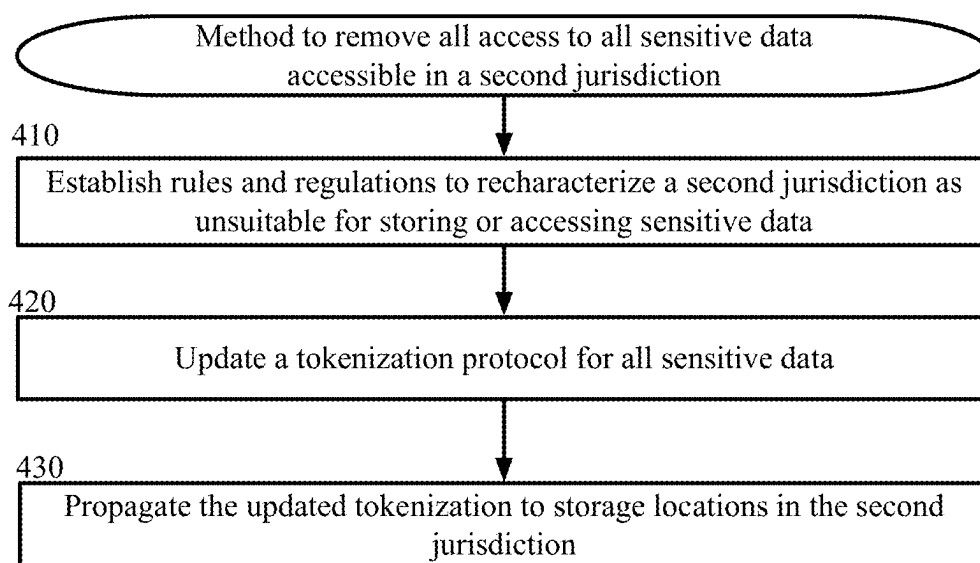 Method to remove all access to all sensitive data
accessible in a second jurisdiction
410
Establish rules and regulations to recharacterize a second jurisdiction as
unsuitable for storing or accessing sensitive data
420
Update a tokenization protocol for all sensitive data
430
Propagate the updated tokenization to storage locations in the second
jurisdiction